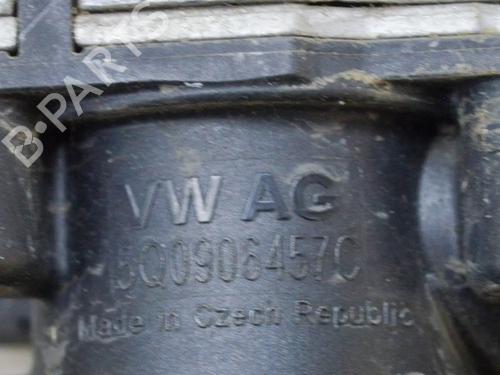 B-PARTS
VW AG
5Q0906457C
Made in Czech Republic